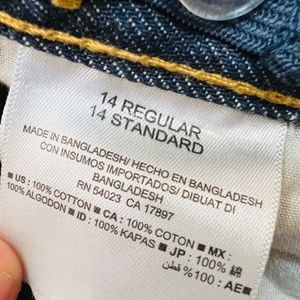 14 REGULAR
14 STANDARD
MADE IN BANGLADESH/ HECHO EN BANGLADESH
CON INSUMOS IMPORTADOS/ DIBUAT DI
BANGLADESH
RN 54023 CA 17897
■ US : 100% COTTON ■ CA : 100% COTON ■ MX :
100% ALGODON ■ ID : 100% KAPAS ■ JP : 100% 綿
■ AE : 100% قطن